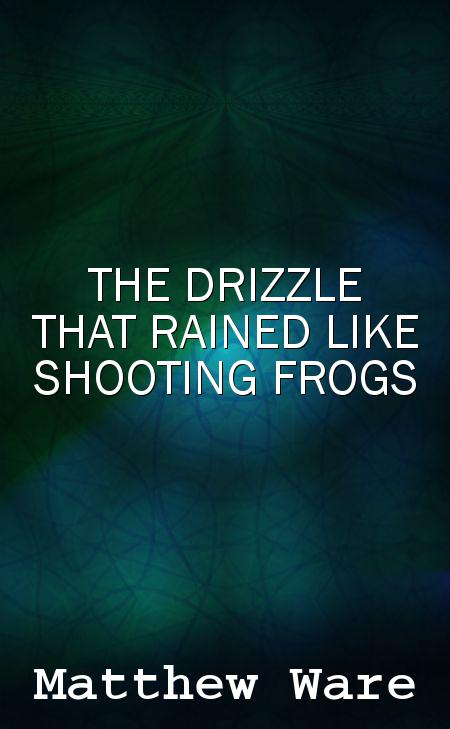 THE DRIZZLE
THAT RAINED LIKE
SHOOTING FROGS
Matthew Ware